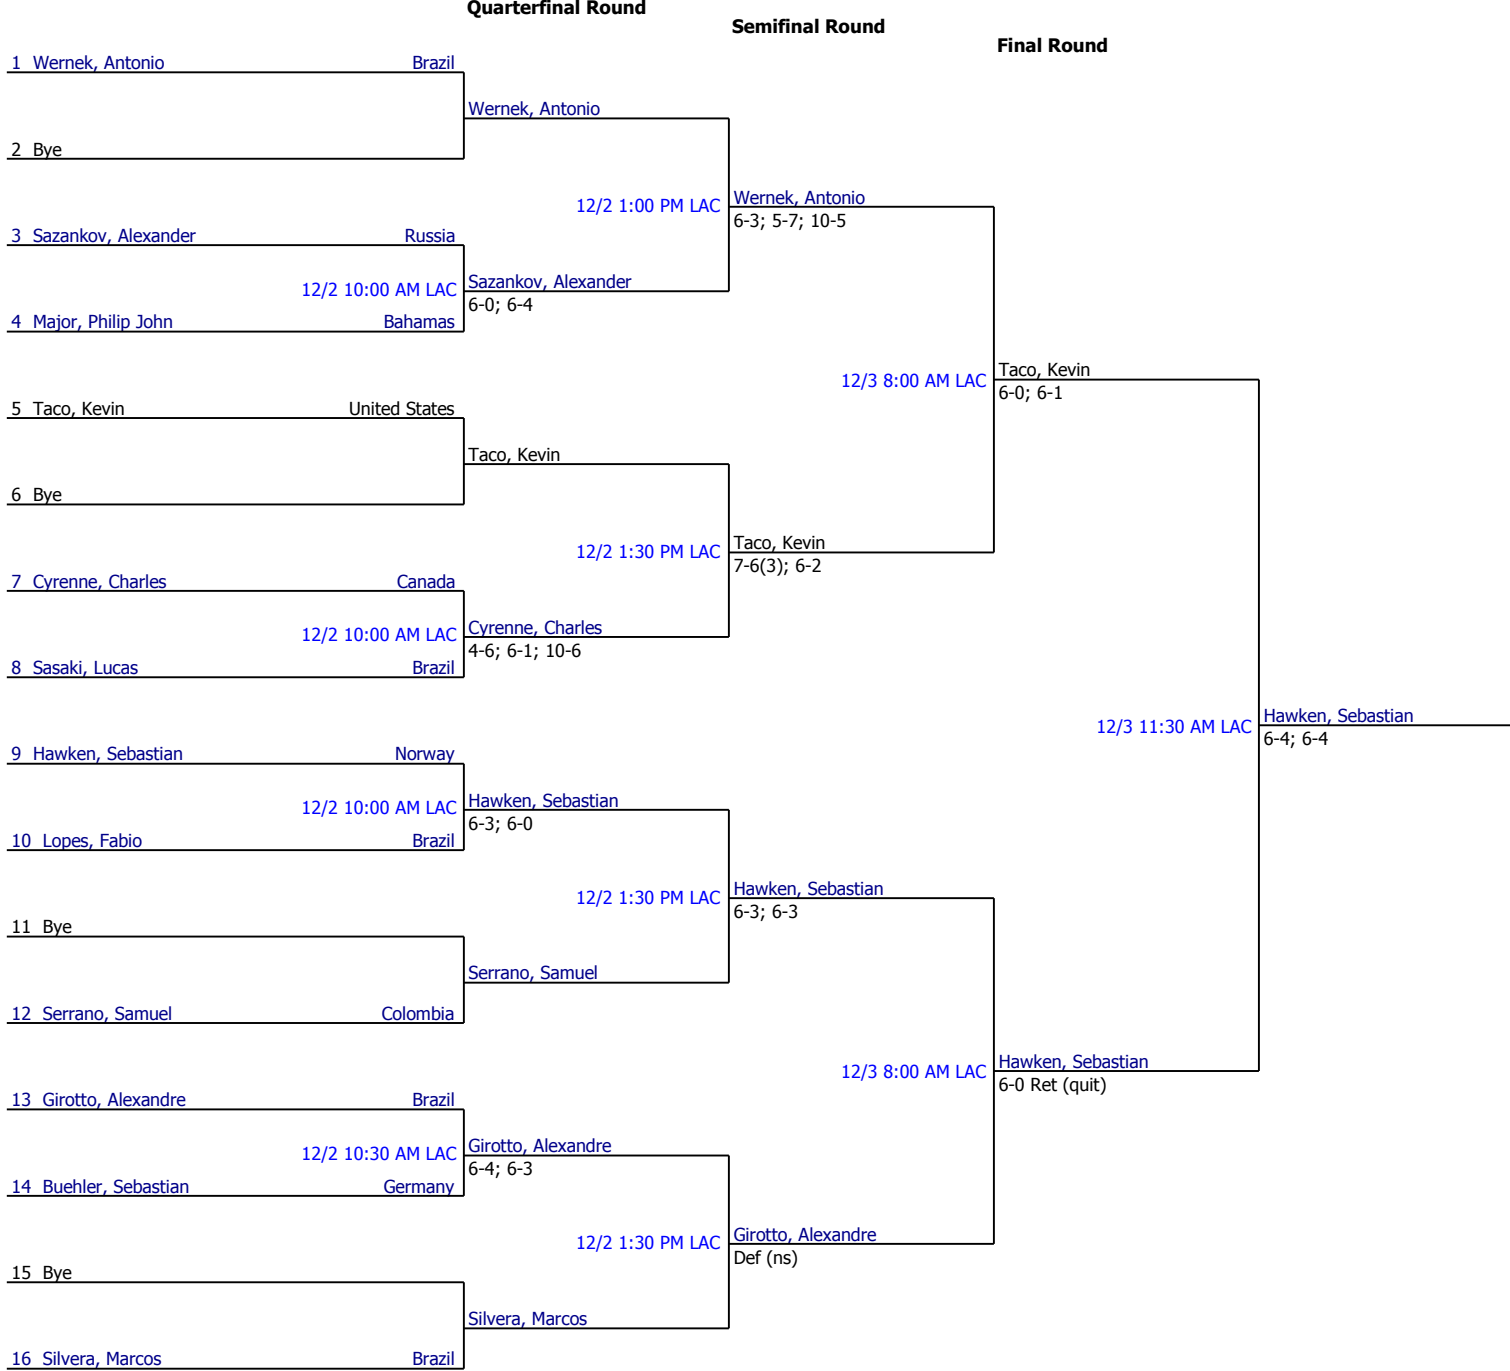 Quarterfinal Round
Semifinal Round
Final Round
1 Wernek, Antonio Brazil
Wernek, Antonio
2 Bye
12/2 1:00 PM LAC Wernek, Antonio
6-3; 5-7; 10-5
3 Sazankov, Alexander Russia
12/2 10:00 AM LAC Sazankov, Alexander
6-0; 6-4
4 Major, Philip John Bahamas
12/3 8:00 AM LAC Taco, Kevin
6-0; 6-1
5 Taco, Kevin United States
Taco, Kevin
6 Bye
12/2 1:30 PM LAC Taco, Kevin
7-6(3); 6-2
7 Cyrenne, Charles Canada
12/2 10:00 AM LAC Cyrenne, Charles
4-6; 6-1; 10-6
8 Sasaki, Lucas Brazil
12/3 11:30 AM LAC Hawken, Sebastian
6-4; 6-4
9 Hawken, Sebastian Norway
12/2 10:00 AM LAC Hawken, Sebastian
6-3; 6-0
10 Lopes, Fabio Brazil
12/2 1:30 PM LAC Hawken, Sebastian
6-3; 6-3
11 Bye
Serrano, Samuel
12 Serrano, Samuel Colombia
12/3 8:00 AM LAC Hawken, Sebastian
6-0 Ret (quit)
13 Girotto, Alexandre Brazil
12/2 10:30 AM LAC Girotto, Alexandre
6-4; 6-3
14 Buehler, Sebastian Germany
12/2 1:30 PM LAC Girotto, Alexandre
Def (ns)
15 Bye
Silvera, Marcos
16 Silvera, Marcos Brazil